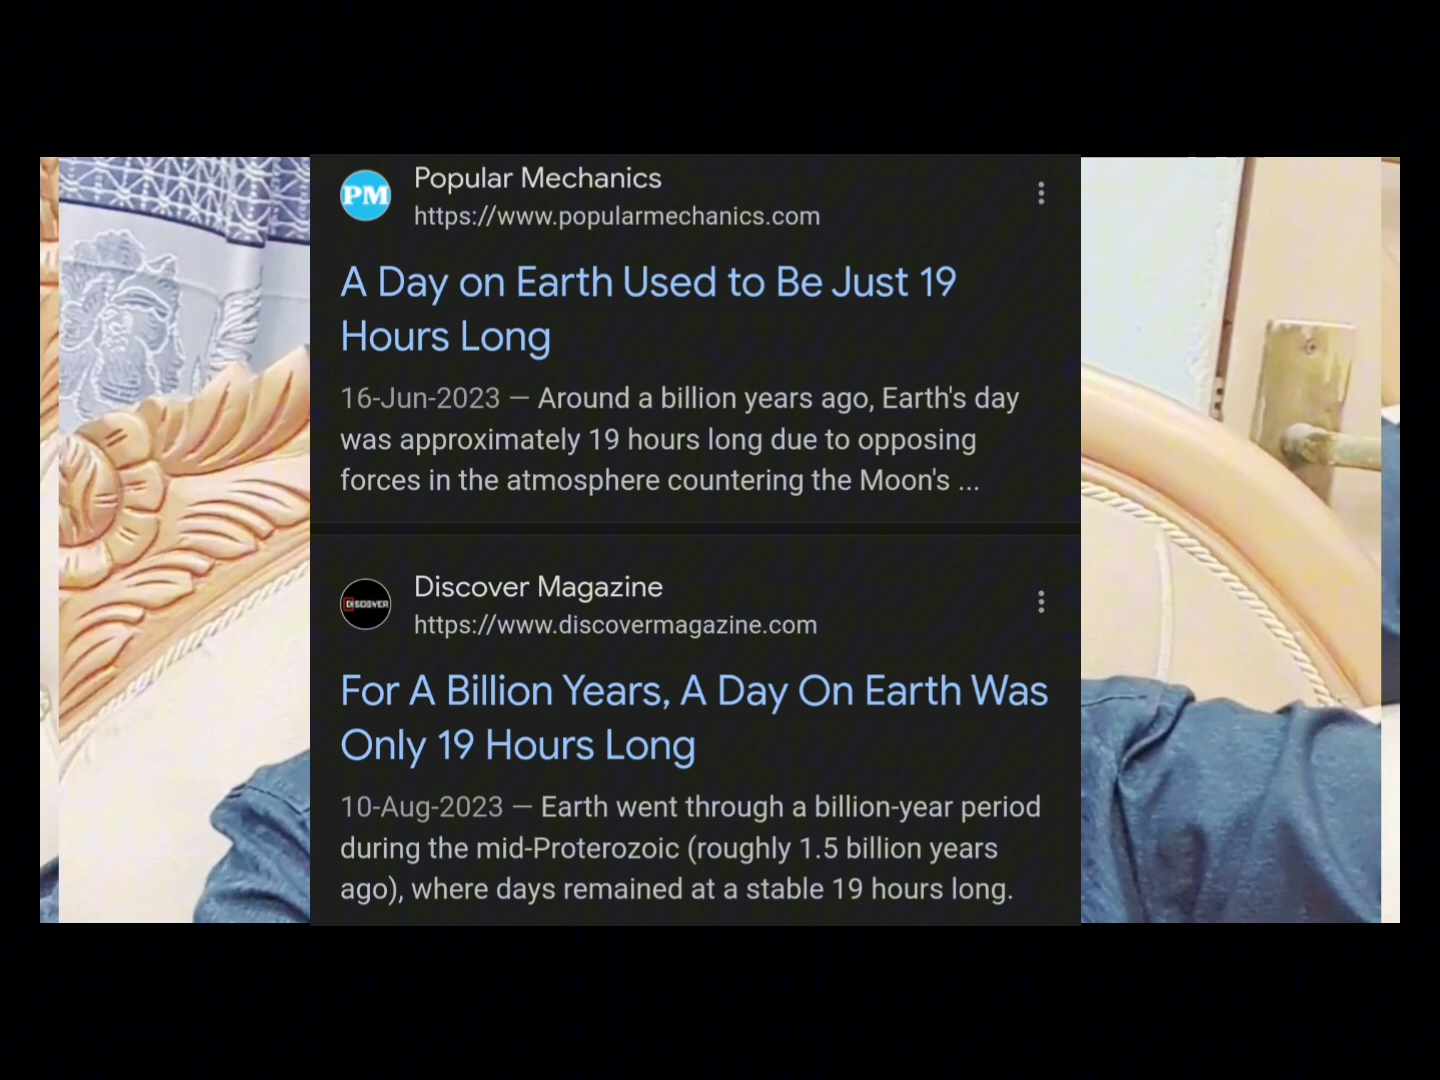 PM
Popular Mechanics
https://www.popularmechanics.com
A Day on Earth Used to Be Just 19
Hours Long
16-Jun-2023 — Around a billion years ago, Earth's day
was approximately 19 hours long due to opposing
forces in the atmosphere countering the Moon's ...
DISCOVER
Discover Magazine
https://www.discovermagazine.com
For A Billion Years, A Day On Earth Was
Only 19 Hours Long
10-Aug-2023 — Earth went through a billion-year period
during the mid-Proterozoic (roughly 1.5 billion years
ago), where days remained at a stable 19 hours long.